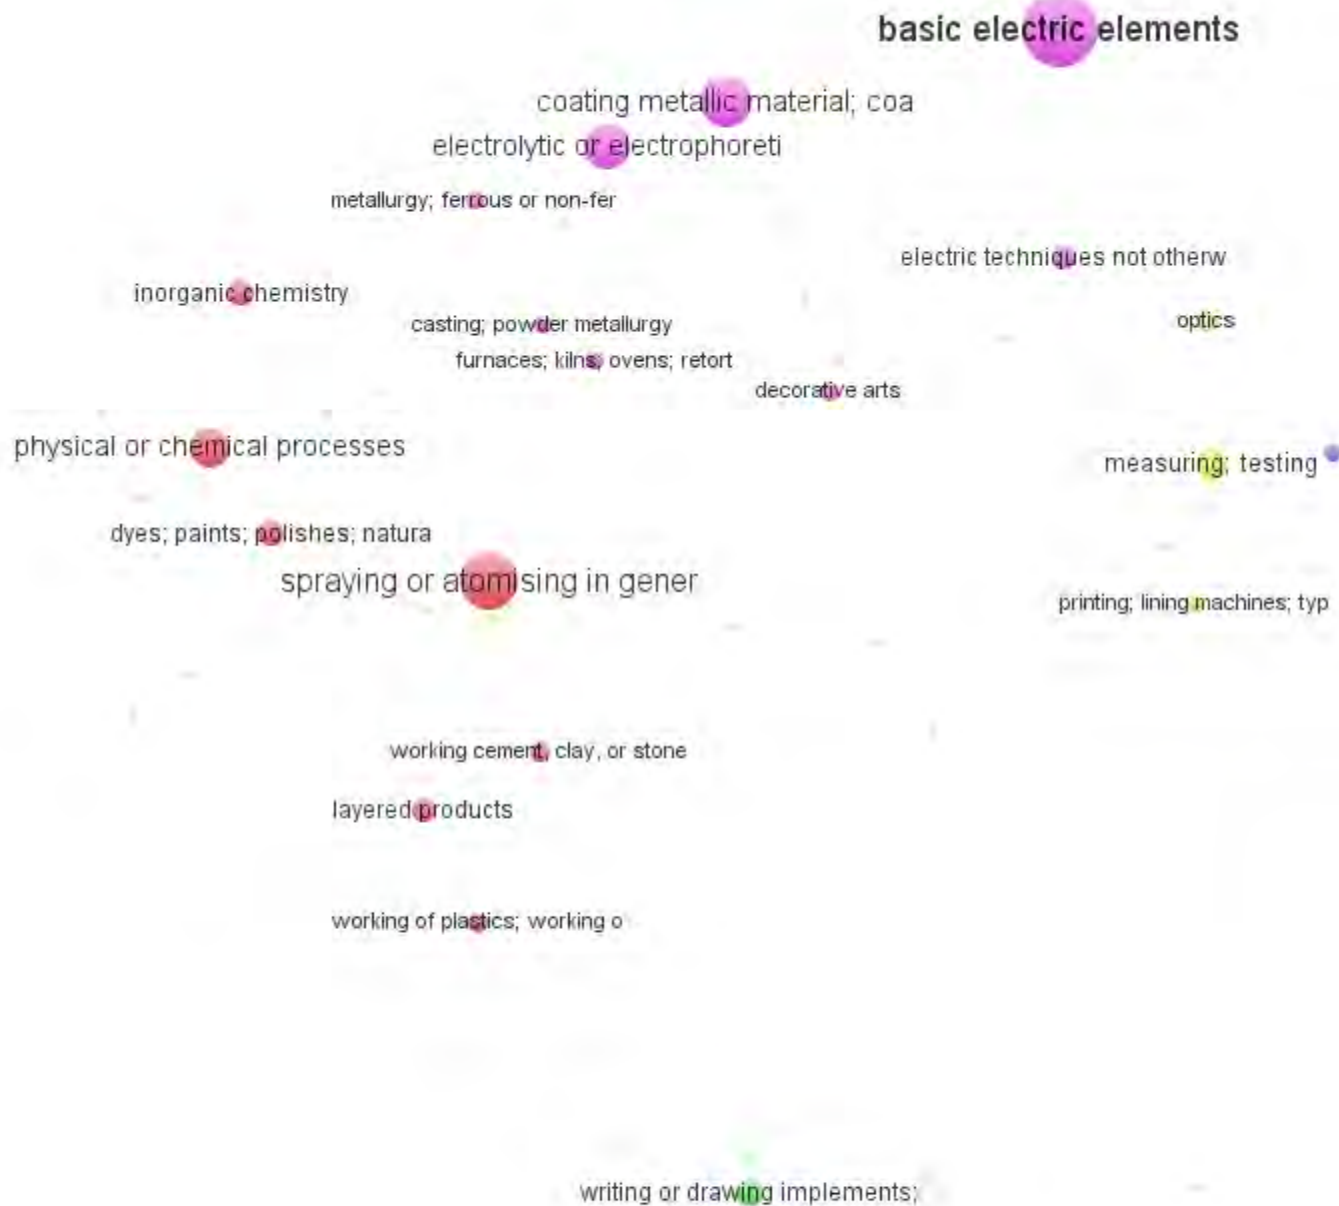 basic electric elements
coating metallic material; coa
electrolytic or electrophoreti
metallurgy; ferrous or non-fer
electric techniques not otherw
inorganic chemistry
optics
casting; powder metallurgy
furnaces; kilns; ovens; retort
decorative arts
physical or chemical processes
measuring; testing
dyes; paints; polishes; natura
spraying or atomising in gener
printing; lining machines; typ
working cement, clay, or stone
layered products
working of plastics; working o
writing or drawing implements;